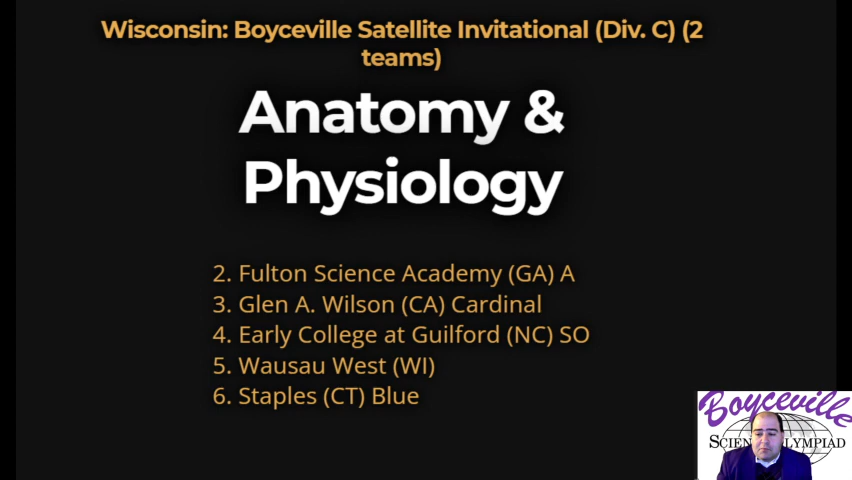 Wisconsin: Boyceville Satellite Invitational (Div. C) (2
teams)
Anatomy &
Physiology
2. Fulton Science Academy (GA) A
3. Glen A. Wilson (CA) Cardinal
4. Early College at Guilford (NC) SO
5. Wausau West (WI)
6. Staples (CT) Blue
Boyceville